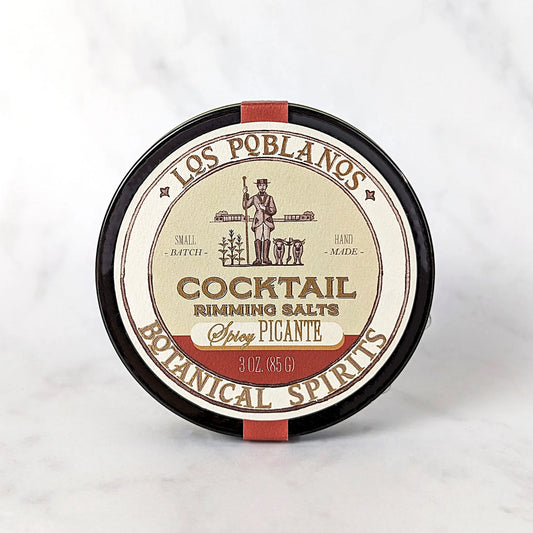 LOS POBLANOS
SMALL
- BATCH -
HAND
- MADE -
COCKTAIL
RIMMING SALTS
Spicy PICANTE
3 OZ. (85 G)
BOTANICAL SPIRITS